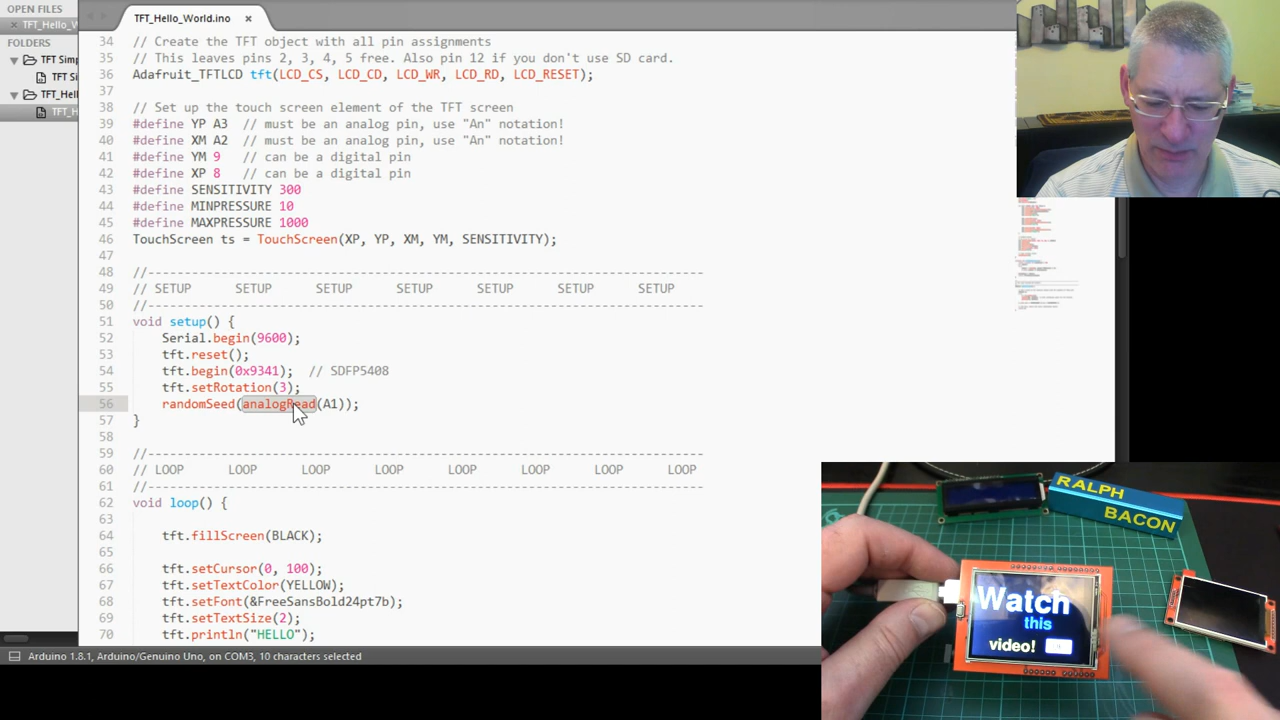 OPEN FILES
TFT_Hello_W
FOLDERS
TFT Simp
TFT Si
TFT_Hell
TFT_H
TFT_Hello_World.ino
34 // Create the TFT object with all pin assignments
35 // This leaves pins 2, 3, 4, 5 free. Also pin 12 if you don't use SD card.
36 Adafruit_TFTLCD tft(LCD_CS, LCD_CD, LCD_WR, LCD_RD, LCD_RESET);
37
38 // Set up the touch screen element of the TFT screen
39 #define YP A3 // must be an analog pin, use "An" notation!
40 #define XM A2 // must be an analog pin, use "An" notation!
41 #define YM 9 // can be a digital pin
42 #define XP 8 // can be a digital pin
43 #define SENSITIVITY 300
44 #define MINPRESSURE 10
45 #define MAXPRESSURE 1000
46 TouchScreen ts = TouchScreen(XP, YP, XM, YM, SENSITIVITY);
47
48 //----------------------------------------------------------------------------
49 // SETUP SETUP SETUP SETUP SETUP SETUP SETUP
50 //----------------------------------------------------------------------------
51 void setup() {
52 Serial.begin(9600);
53 tft.reset();
54 tft.begin(0x9341); // SDFP5408
55 tft.setRotation(3);
56 randomSeed(analogRead(A1));
57 }
58
59 //----------------------------------------------------------------------------
60 // LOOP LOOP LOOP LOOP LOOP LOOP LOOP LOOP
61 //----------------------------------------------------------------------------
62 void loop() {
63
64 tft.fillScreen(BLACK);
65
66 tft.setCursor(0, 100);
67 tft.setTextColor(YELLOW);
68 tft.setFont(&FreeSansBold24pt7b);
69 tft.setTextSize(2);
70 tft.println("HELLO");
Arduino 1.8.1, Arduino/Genuino Uno, on COM3, 10 characters selected
RALPH
BACON
Watch
this
video!